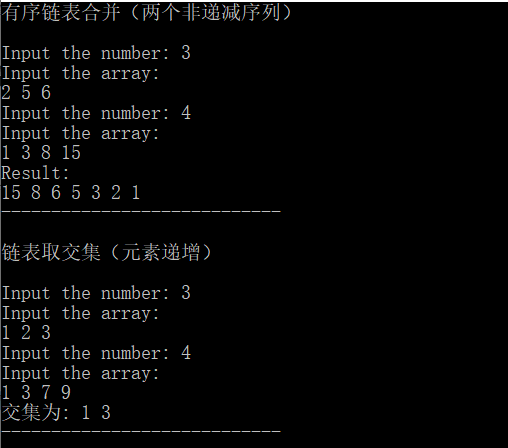 有序链表合并（两个非递减序列）
Input the number: 3
Input the array:
2 5 6
Input the number: 4
Input the array:
1 3 8 15
Result:
15 8 6 5 3 2 1
----------------------------
链表取交集（元素递增）
Input the number: 3
Input the array:
1 2 3
Input the number: 4
Input the array:
1 3 7 9
交集为: 1 3
----------------------------